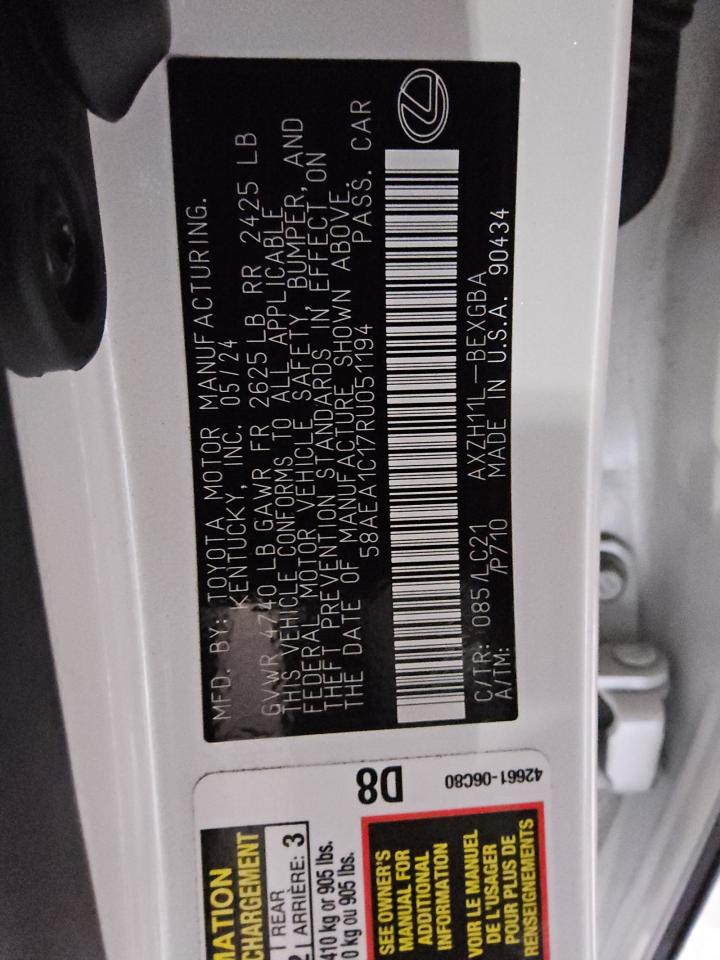 MFD. BY: TOYOTA MOTOR MANUFACTURING.
KENTUCKY, INC. 05/24
GVWR 4740 LB GAWR FR 2625 LB RR 2425 LB
THIS VEHICLE CONFORMS TO ALL APPLICABLE
FEDERAL MOTOR VEHICLE SAFETY, BUMPER, AND
THEFT PREVENTION STANDARDS IN EFFECT ON
THE DATE OF MANUFACTURE SHOWN ABOVE.
58AEA1C17RU051194 PASS. CAR
C/TR: 085/LC21 AXZH11L-BEXGBA
A/TM: /P710 MADE IN U.S.A. 90434
D8
42661-06C80
MATION
CHARGEMENT
2 REAR
ARRIÈRE: 3
410 kg or 905 lbs.
0 kg ou 905 lbs.
SEE OWNER'S
MANUAL FOR
ADDITIONAL
INFORMATION
VOIR LE MANUEL
DE L'USAGER
POUR PLUS DE
RENSEIGNEMENTS